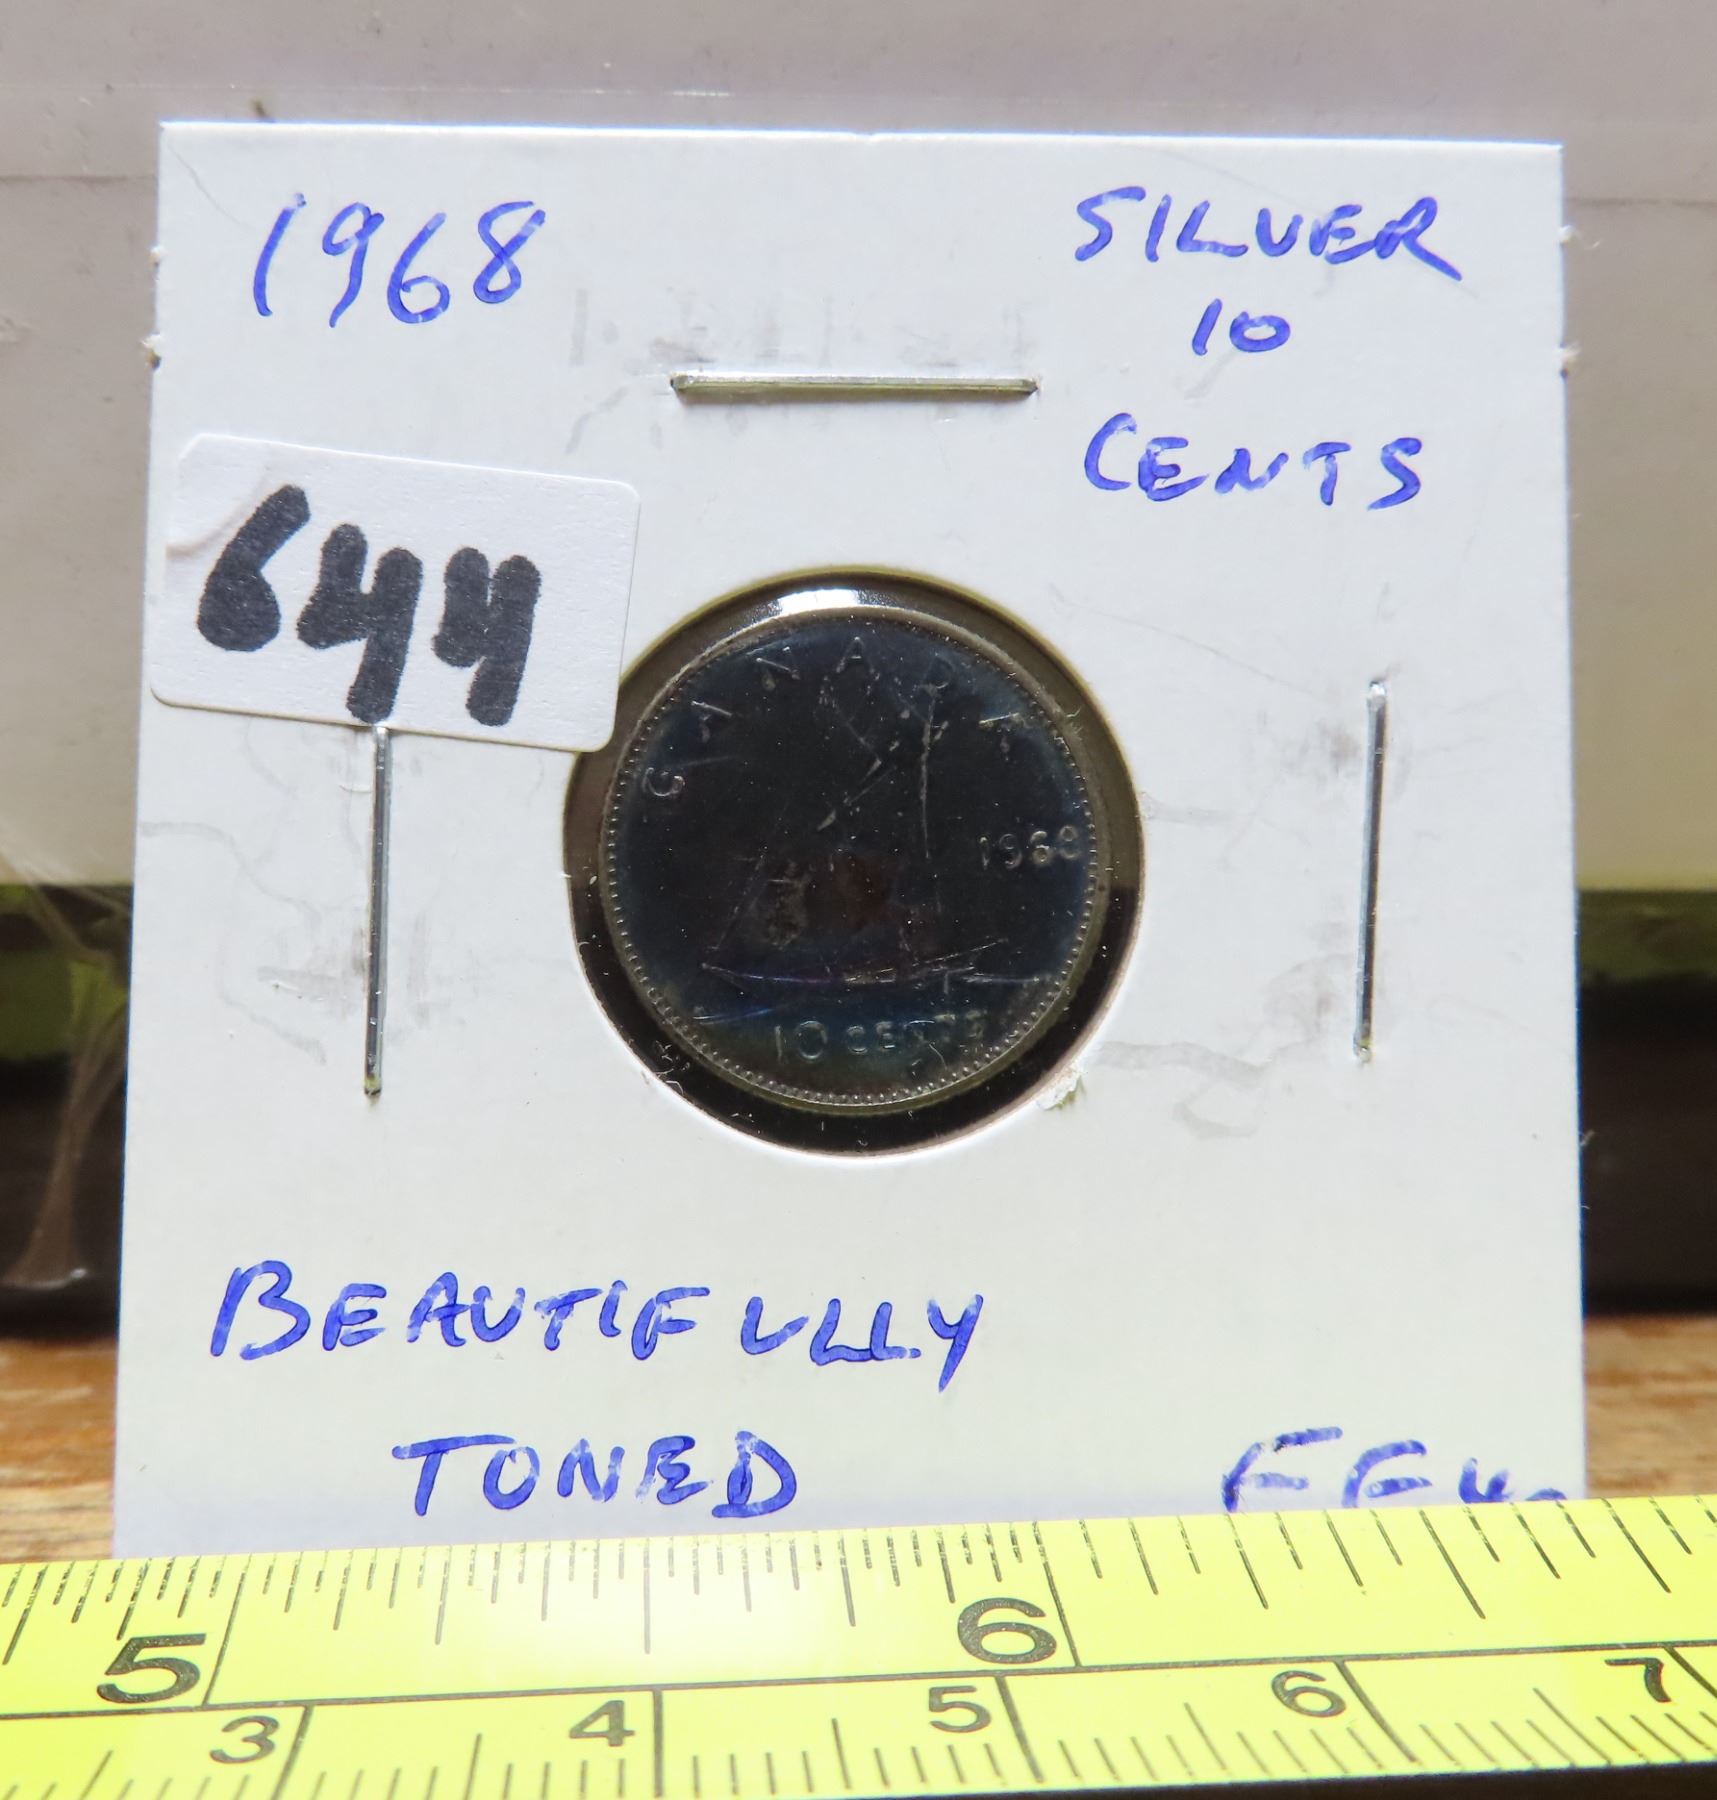 1968
SILVER
10
CENTS
644
CANADA
1968
10 CENTS
BEAUTIFULLY
TONED
5 6
3 4 5 6 7